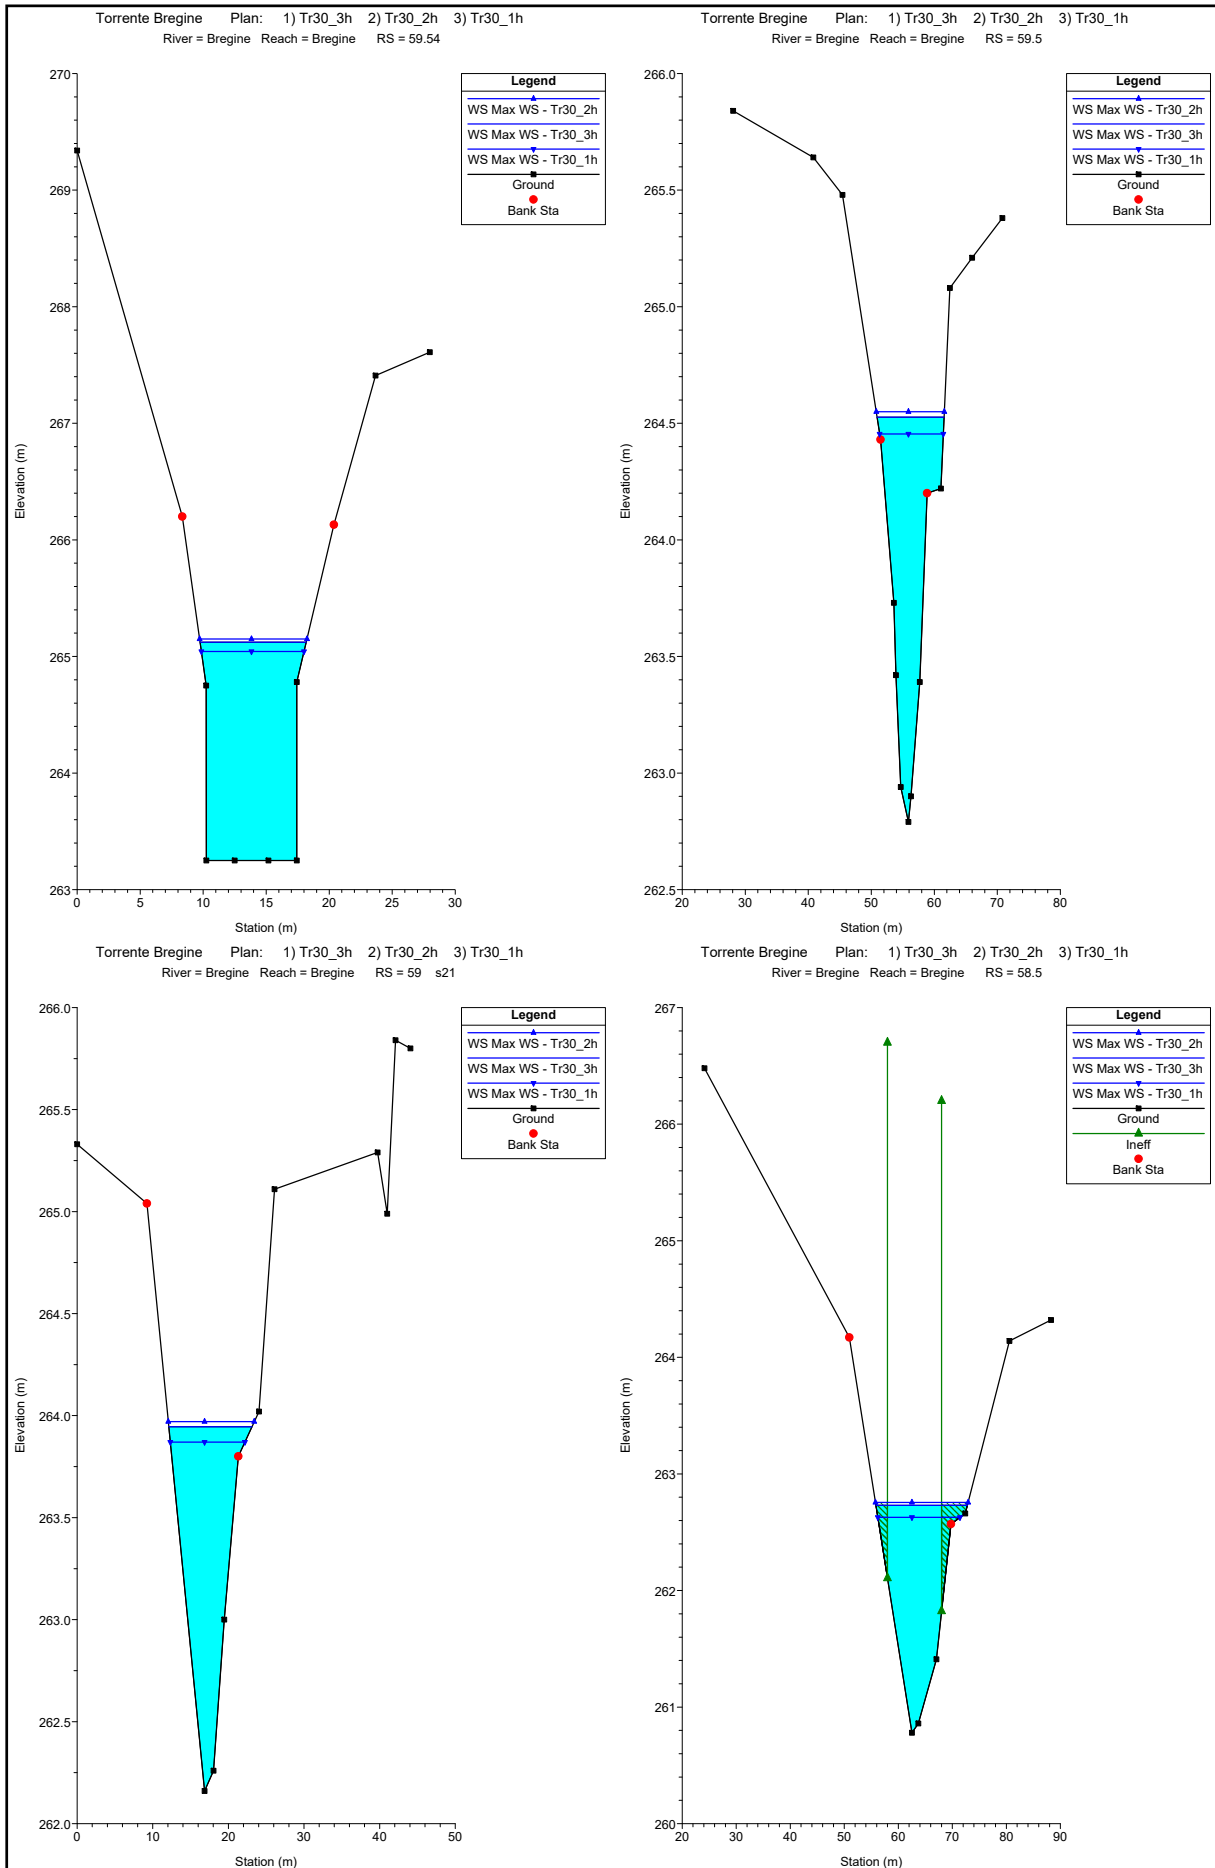 Torrente Bregine Plan: 1) Tr30_3h 2) Tr30_2h 3) Tr30_1h
River = Bregine Reach = Bregine RS = 59.54
270
269
268
267
266
265
264
263
0 5 10 15 20 25 30
Station (m)
Elevation (m)
Legend
WS Max WS - Tr30_2h
WS Max WS - Tr30_3h
WS Max WS - Tr30_1h
Ground
Bank Sta
Torrente Bregine Plan: 1) Tr30_3h 2) Tr30_2h 3) Tr30_1h
River = Bregine Reach = Bregine RS = 59.5
266.0
265.5
265.0
264.5
264.0
263.5
263.0
262.5
20 30 40 50 60 70 80
Station (m)
Elevation (m)
Legend
WS Max WS - Tr30_2h
WS Max WS - Tr30_3h
WS Max WS - Tr30_1h
Ground
Bank Sta
Torrente Bregine Plan: 1) Tr30_3h 2) Tr30_2h 3) Tr30_1h
River = Bregine Reach = Bregine RS = 59 s21
266.0
265.5
265.0
264.5
264.0
263.5
263.0
262.5
262.0
0 10 20 30 40 50
Station (m)
Elevation (m)
Legend
WS Max WS - Tr30_2h
WS Max WS - Tr30_3h
WS Max WS - Tr30_1h
Ground
Bank Sta
Torrente Bregine Plan: 1) Tr30_3h 2) Tr30_2h 3) Tr30_1h
River = Bregine Reach = Bregine RS = 58.5
267
266
265
264
263
262
261
260
20 30 40 50 60 70 80 90
Station (m)
Elevation (m)
Legend
WS Max WS - Tr30_2h
WS Max WS - Tr30_3h
WS Max WS - Tr30_1h
Ground
Ineff
Bank Sta